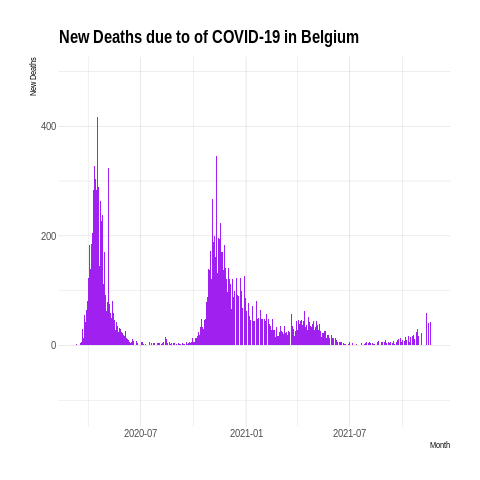 New Deaths due to of COVID-19 in Belgium
New Deaths
400
200
0
2020-07
2021-01
2021-07
Month